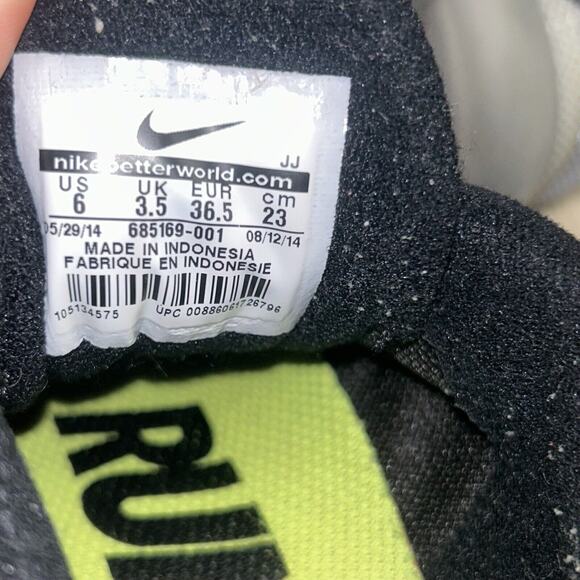 JJ
nikebetterworld.com
US UK EUR cm
6 3.5 36.5 23
05/29/14 685169-001 08/12/14
MADE IN INDONESIA
FABRIQUE EN INDONESIE
105134575 UPC
RU